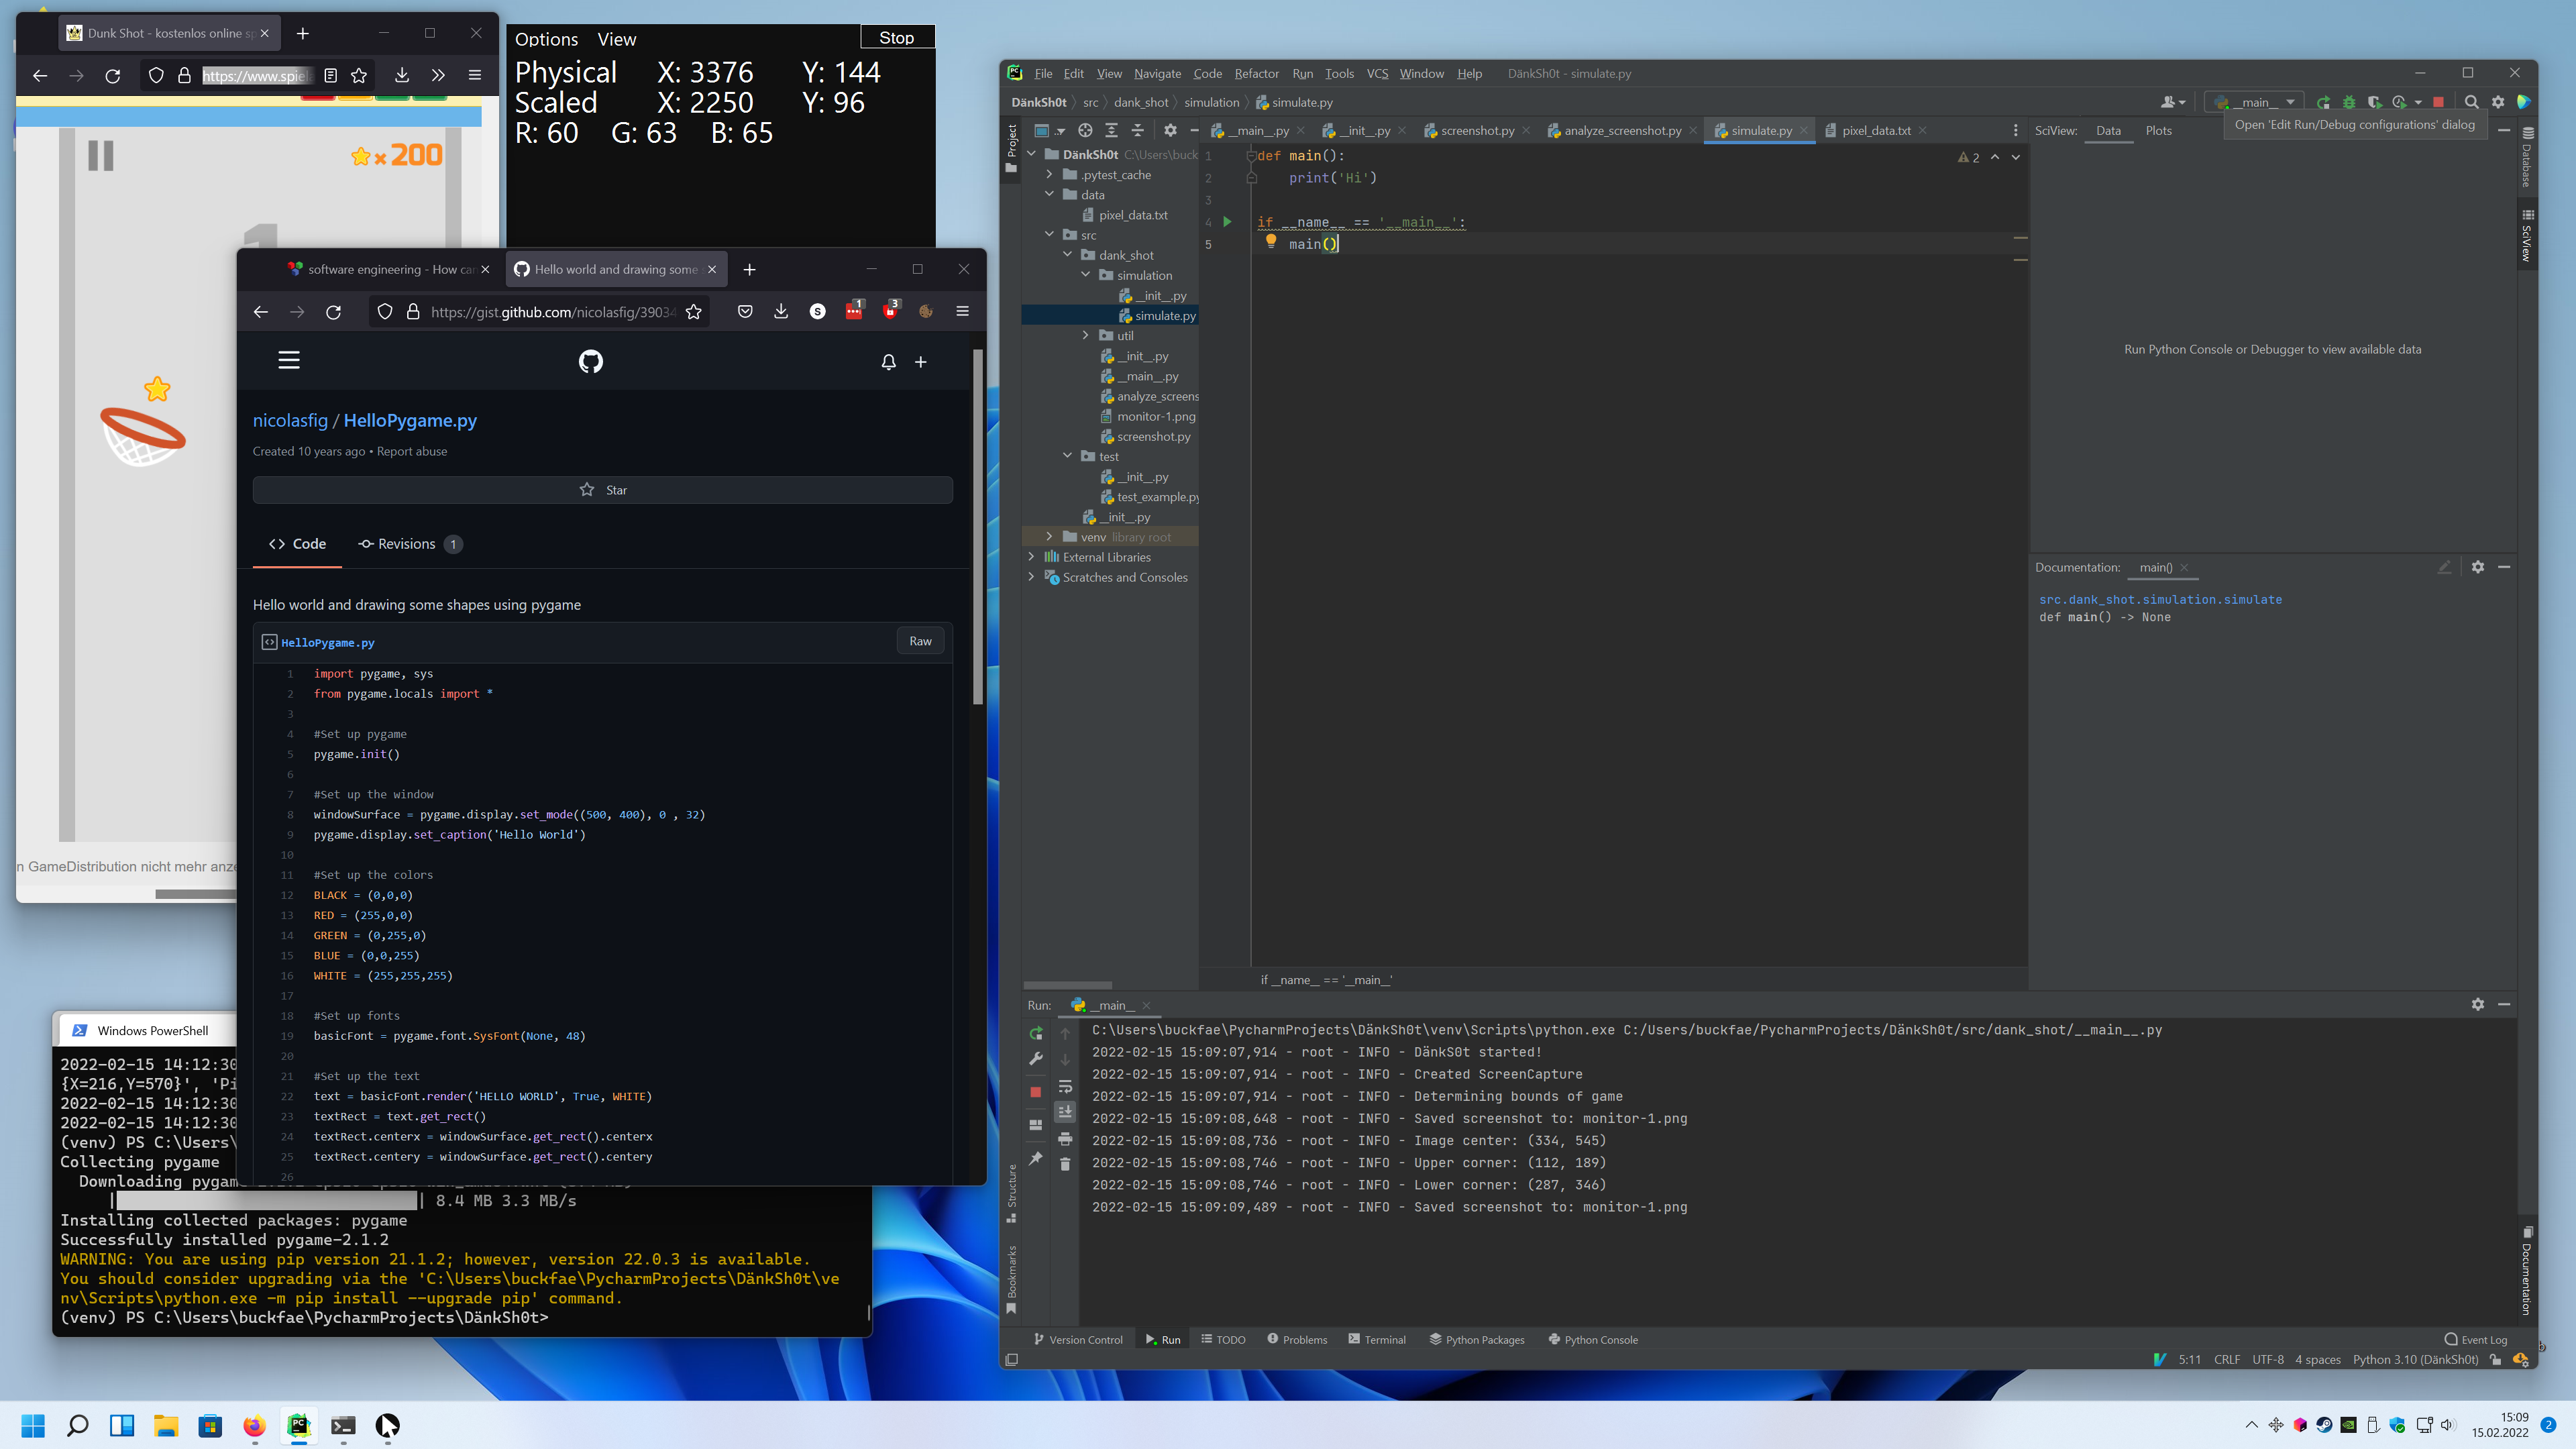 Dunk Shot - kostenlos online sp
https://www.spiel
×200
1
n GameDistribution nicht mehr anze
Options View Stop
Physical X: 3376 Y: 144
Scaled X: 2250 Y: 96
R: 60 G: 63 B: 65
software engineering - How can
Hello world and drawing some s
https://gist.github.com/nicolasfig/39034
1
3
nicolasfig / HelloPygame.py
Created 10 years ago • Report abuse
Star
Code
Revisions 1
Hello world and drawing some shapes using pygame
HelloPygame.py
Raw
1 import pygame, sys
2 from pygame.locals import *
3
4 #Set up pygame
5 pygame.init()
6
7 #Set up the window
8 windowSurface = pygame.display.set_mode((500, 400), 0 , 32)
9 pygame.display.set_caption('Hello World')
10
11 #Set up the colors
12 BLACK = (0,0,0)
13 RED = (255,0,0)
14 GREEN = (0,255,0)
15 BLUE = (0,0,255)
16 WHITE = (255,255,255)
17
18 #Set up fonts
19 basicFont = pygame.font.SysFont(None, 48)
20
21 #Set up the text
22 text = basicFont.render('HELLO WORLD', True, WHITE)
23 textRect = text.get_rect()
24 textRect.centerx = windowSurface.get_rect().centerx
25 textRect.centery = windowSurface.get_rect().centery
26
Windows PowerShell
2022-02-15 14:12:30
{X=216,Y=570}', 'Pi
2022-02-15 14:12:30
2022-02-15 14:12:30
(venv) PS C:\Users\
Collecting pygame
Downloading pygam
| | 8.4 MB 3.3 MB/s
Installing collected packages: pygame
Successfully installed pygame-2.1.2
WARNING: You are using pip version 21.1.2; however, version 22.0.3 is available.
You should consider upgrading via the 'C:\Users\buckfae\PycharmProjects\DänkSh0t\ve
nv\Scripts\python.exe -m pip install --upgrade pip' command.
(venv) PS C:\Users\buckfae\PycharmProjects\DänkSh0t>
PC File Edit View Navigate Code Refactor Run Tools VCS Window Help DänkSh0t - simulate.py
DänkSh0t src dank_shot simulation simulate.py
__main__
Open 'Edit Run/Debug configurations' dialog
Project
__main__.py __init__.py screenshot.py analyze_screenshot.py simulate.py pixel_data.txt
DänkSh0t C:\Users\buck
.pytest_cache
data
pixel_data.txt
src
dank_shot
simulation
__init__.py
simulate.py
util
__init__.py
__main__.py
analyze_screens
monitor-1.png
screenshot.py
test
__init__.py
test_example.py
__init__.py
venv library root
External Libraries
Scratches and Consoles
1 def main():
2 print('Hi')
3
4 if __name__ == '__main__':
5 main()
2
if __name__ == '__main__'
SciView: Data Plots
Run Python Console or Debugger to view available data
Documentation: main()
src.dank_shot.simulation.simulate
def main() -> None
Database
SciView
Documentation
Run: __main__
C:\Users\buckfae\PycharmProjects\DänkSh0t\venv\Scripts\python.exe C:/Users/buckfae/PycharmProjects/DänkSh0t/src/dank_shot/__main__.py
2022-02-15 15:09:07,914 - root - INFO - DänkS0t started!
2022-02-15 15:09:07,914 - root - INFO - Created ScreenCapture
2022-02-15 15:09:07,914 - root - INFO - Determining bounds of game
2022-02-15 15:09:08,648 - root - INFO - Saved screenshot to: monitor-1.png
2022-02-15 15:09:08,736 - root - INFO - Image center: (334, 545)
2022-02-15 15:09:08,746 - root - INFO - Upper corner: (112, 189)
2022-02-15 15:09:08,746 - root - INFO - Lower corner: (287, 346)
2022-02-15 15:09:09,489 - root - INFO - Saved screenshot to: monitor-1.png
Structure
Bookmarks
Version Control Run TODO Problems Terminal Python Packages Python Console Event Log
5:11 CRLF UTF-8 4 spaces Python 3.10 (DänkSh0t)
15:09
15.02.2022
2